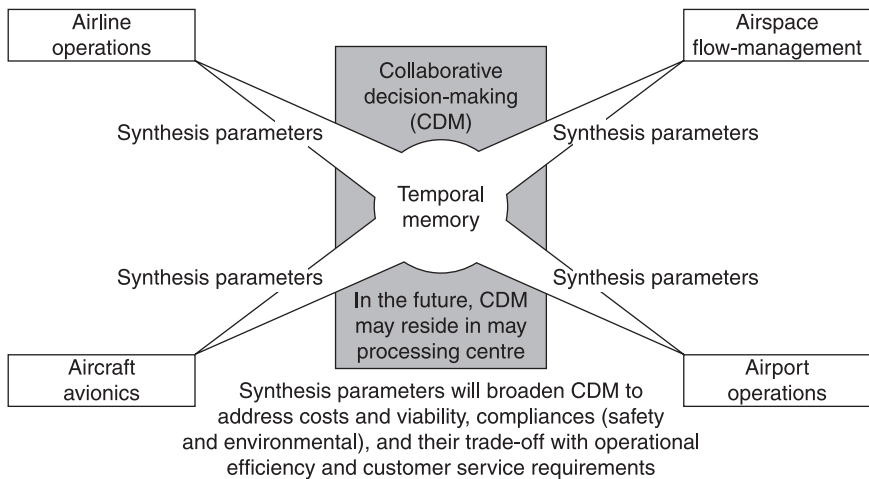 Airline
operations
Airspace
flow-management
Collaborative
decision-making
(CDM)
Synthesis parameters
Synthesis parameters
Temporal
memory
Synthesis parameters
Synthesis parameters
In the future, CDM
may reside in may
processing centre
Aircraft
avionics
Airport
operations
Synthesis parameters will broaden CDM to
address costs and viability, compliances (safety
and environmental), and their trade-off with operational
efficiency and customer service requirements